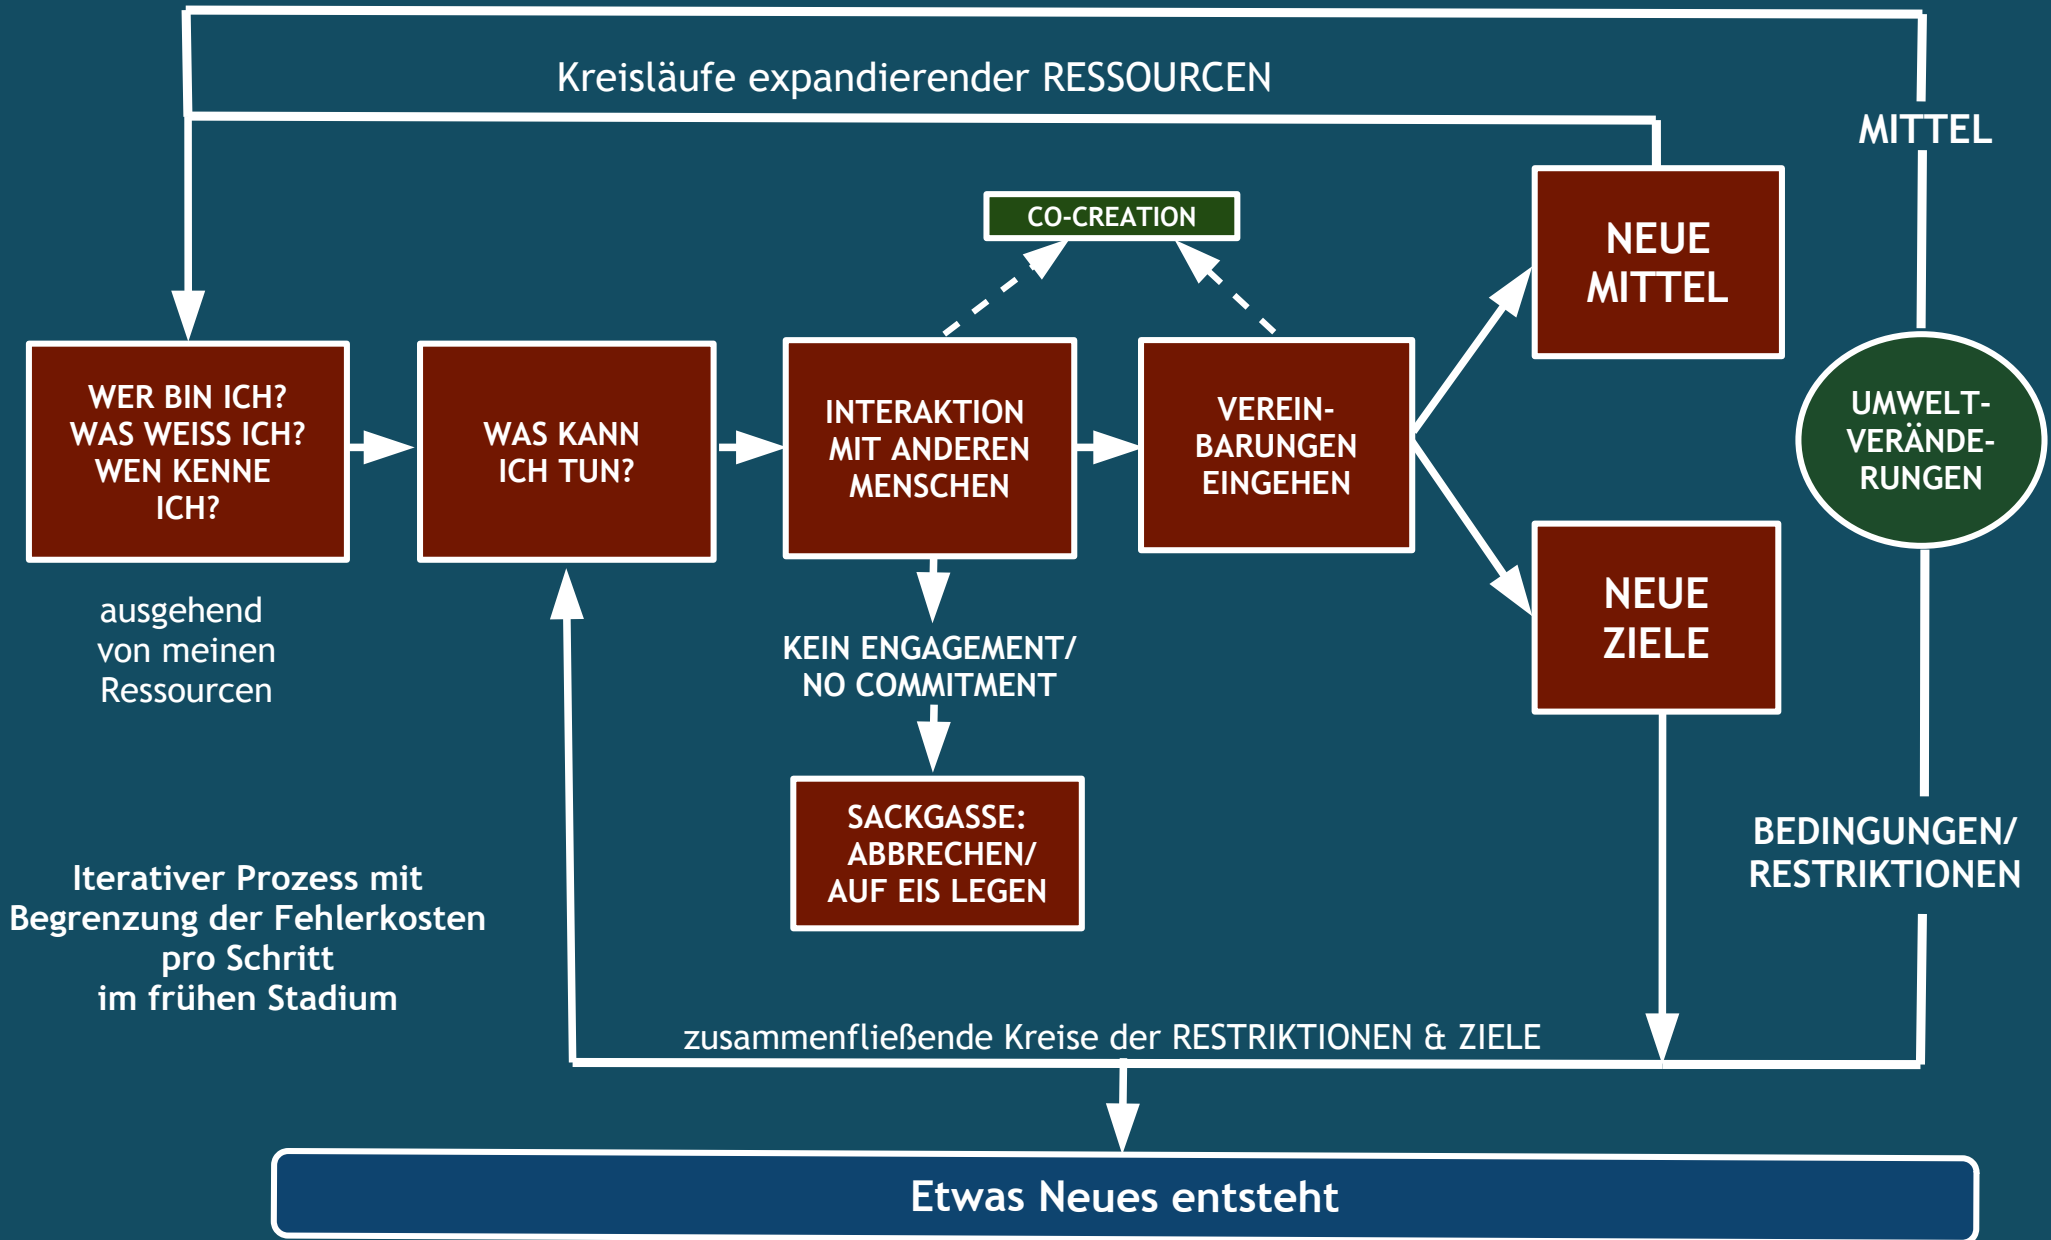 Kreisläufe expandierender RESSOURCEN
MITTEL
CO-CREATION
NEUE
MITTEL
WER BIN ICH?
WAS WEISS ICH?
WEN KENNE
ICH?
WAS KANN
ICH TUN?
INTERAKTION
MIT ANDEREN
MENSCHEN
VEREIN-
BARUNGEN
EINGEHEN
UMWELT-
VERÄNDE-
RUNGEN
NEUE
ZIELE
ausgehend
von meinen
Ressourcen
KEIN ENGAGEMENT/
NO COMMITMENT
SACKGASSE:
ABBRECHEN/
AUF EIS LEGEN
BEDINGUNGEN/
RESTRIKTIONEN
Iterativer Prozess mit
Begrenzung der Fehlerkosten
pro Schritt
im frühen Stadium
zusammenfließende Kreise der RESTRIKTIONEN & ZIELE
Etwas Neues entsteht